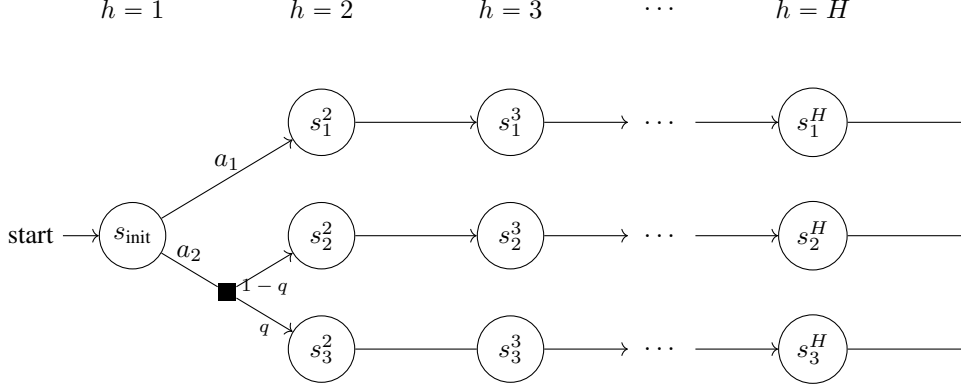 h = 1 h = 2 h = 3 ··· h = H
s_1^2 s_1^3 ··· s_1^H
a_1
start s_init s_2^2 s_2^3 ··· s_2^H
a_2
1 − q
q
s_3^2 s_3^3 ··· s_3^H